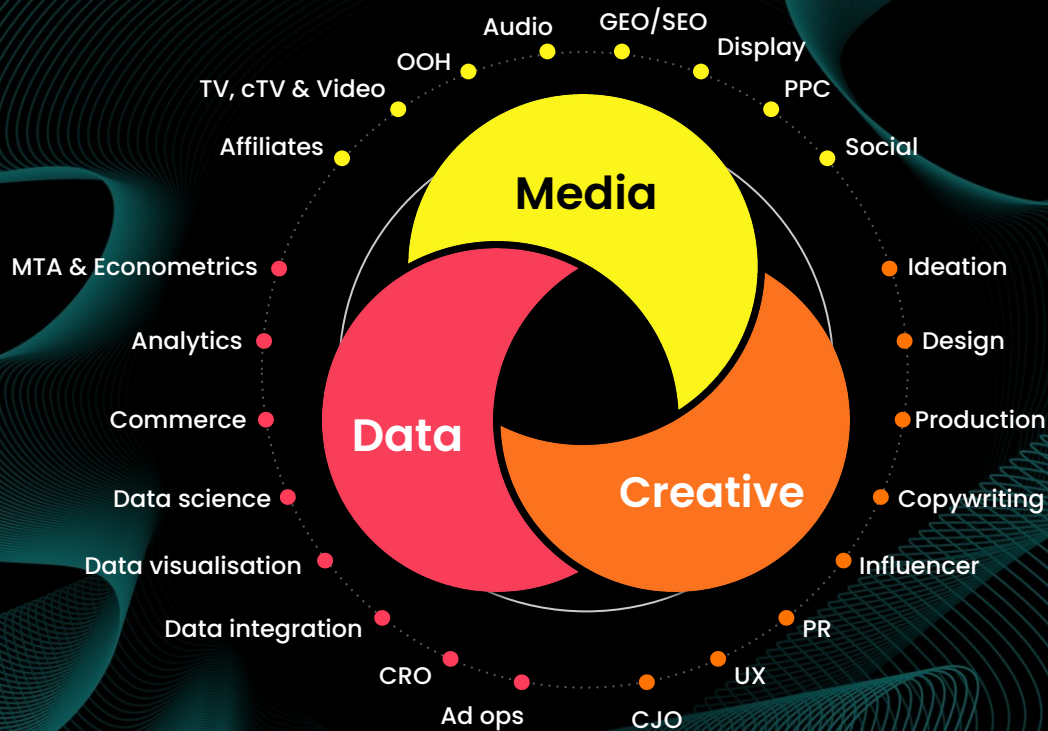 Audio
GEO/SEO
OOH
Display
TV, cTV & Video
PPC
Affiliates
Social
Media
MTA & Econometrics
Ideation
Analytics
Design
Commerce
Production
Data
Creative
Data science
Copywriting
Data visualisation
Influencer
Data integration
PR
CRO
UX
Ad ops
CJO